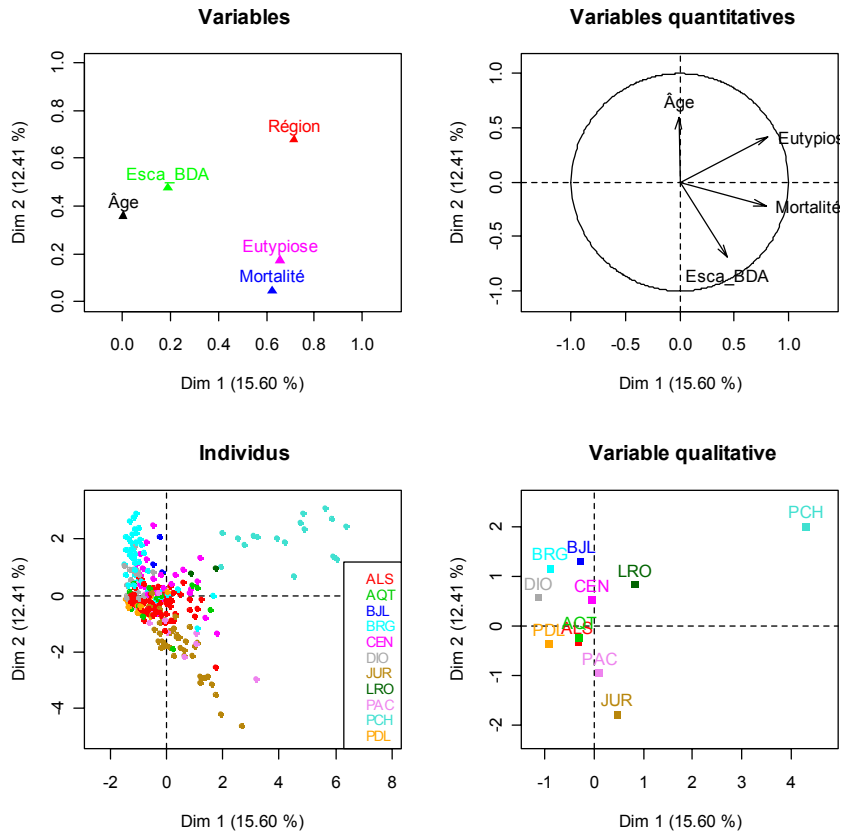 Variables
Dim 2 (12.41 %)
1.0
0.8
0.6
0.4
0.2
0.0
Région
Esca_BDA
Âge
Eutypiose
Mortalité
0.0 0.2 0.4 0.6 0.8 1.0
Dim 1 (15.60 %)
Variables quantitatives
Dim 2 (12.41 %)
1.0
0.5
0.0
-0.5
-1.0
Âge
Eutypios
Mortalité
Esca_BDA
-1.0 -0.5 0.0 0.5 1.0
Dim 1 (15.60 %)
Individus
Dim 2 (12.41 %)
2
0
-2
-4
ALS
AQT
BJL
BRG
CEN
DIO
JUR
LRO
PAC
PCH
PDL
-2 0 2 4 6 8
Dim 1 (15.60 %)
Variable qualitative
Dim 2 (12.41 %)
2
1
0
-1
-2
PCH
BJL
BRG
LRO
DIO
CEN
AQT
ALS
PDL
PAC
JUR
-1 0 1 2 3 4
Dim 1 (15.60 %)